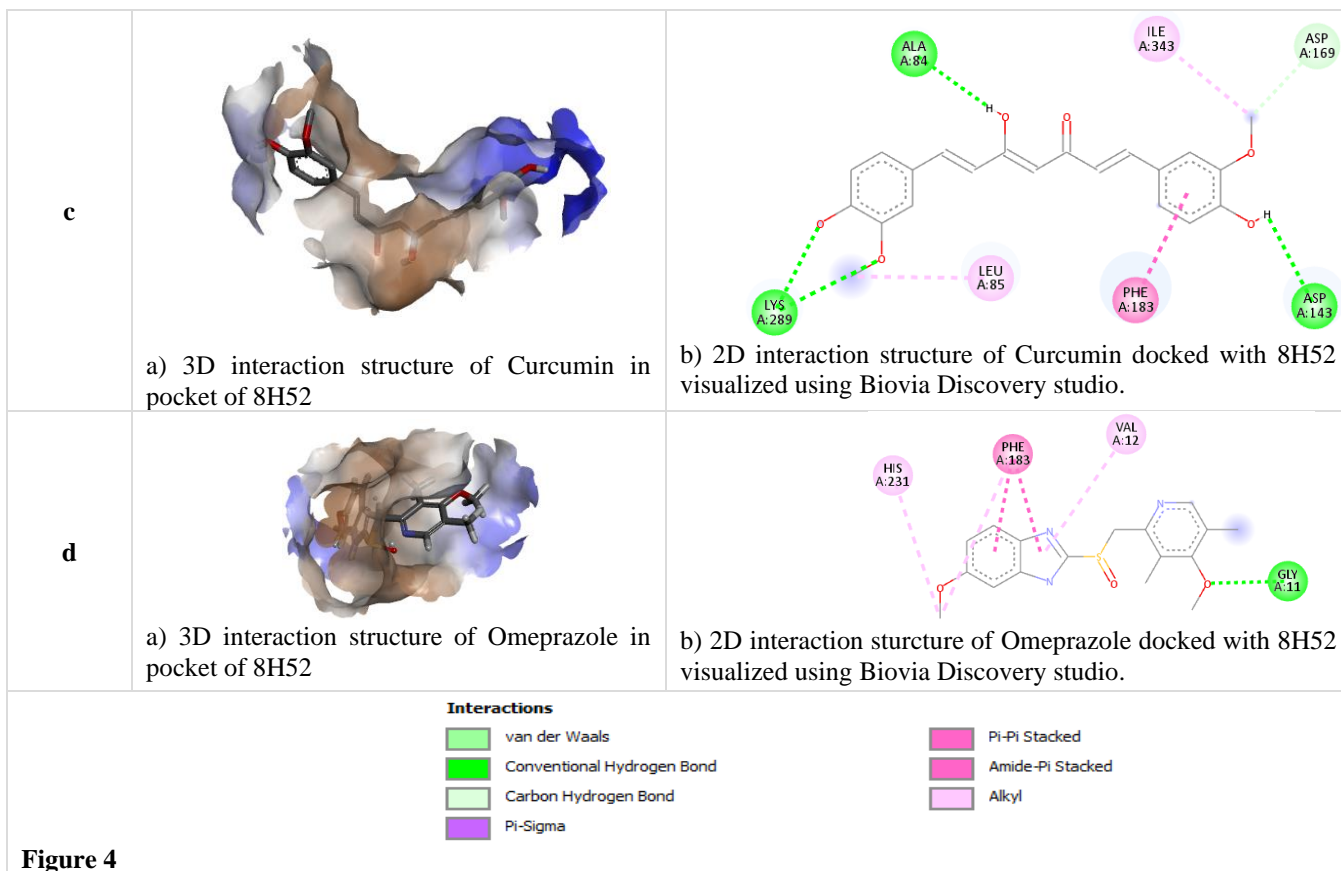 c
ALA
A:84
ILE
A:343
ASP
A:169
H
O
O
O
O
O
O
H
LYS
A:289
LEU
A:85
PHE
A:183
ASP
A:143
a) 3D interaction structure of Curcumin in
pocket of 8H52
b) 2D interaction structure of Curcumin docked with 8H52
visualized using Biovia Discovery studio.
d
VAL
A:12
PHE
A:183
HIS
A:231
N
N
N
S
O
O
O
GLY
A:11
a) 3D interaction structure of Omeprazole in
pocket of 8H52
b) 2D interaction sturcture of Omeprazole docked with 8H52
visualized using Biovia Discovery studio.
Interactions
van der Waals
Conventional Hydrogen Bond
Carbon Hydrogen Bond
Pi-Sigma
Pi-Pi Stacked
Amide-Pi Stacked
Alkyl
Figure 4